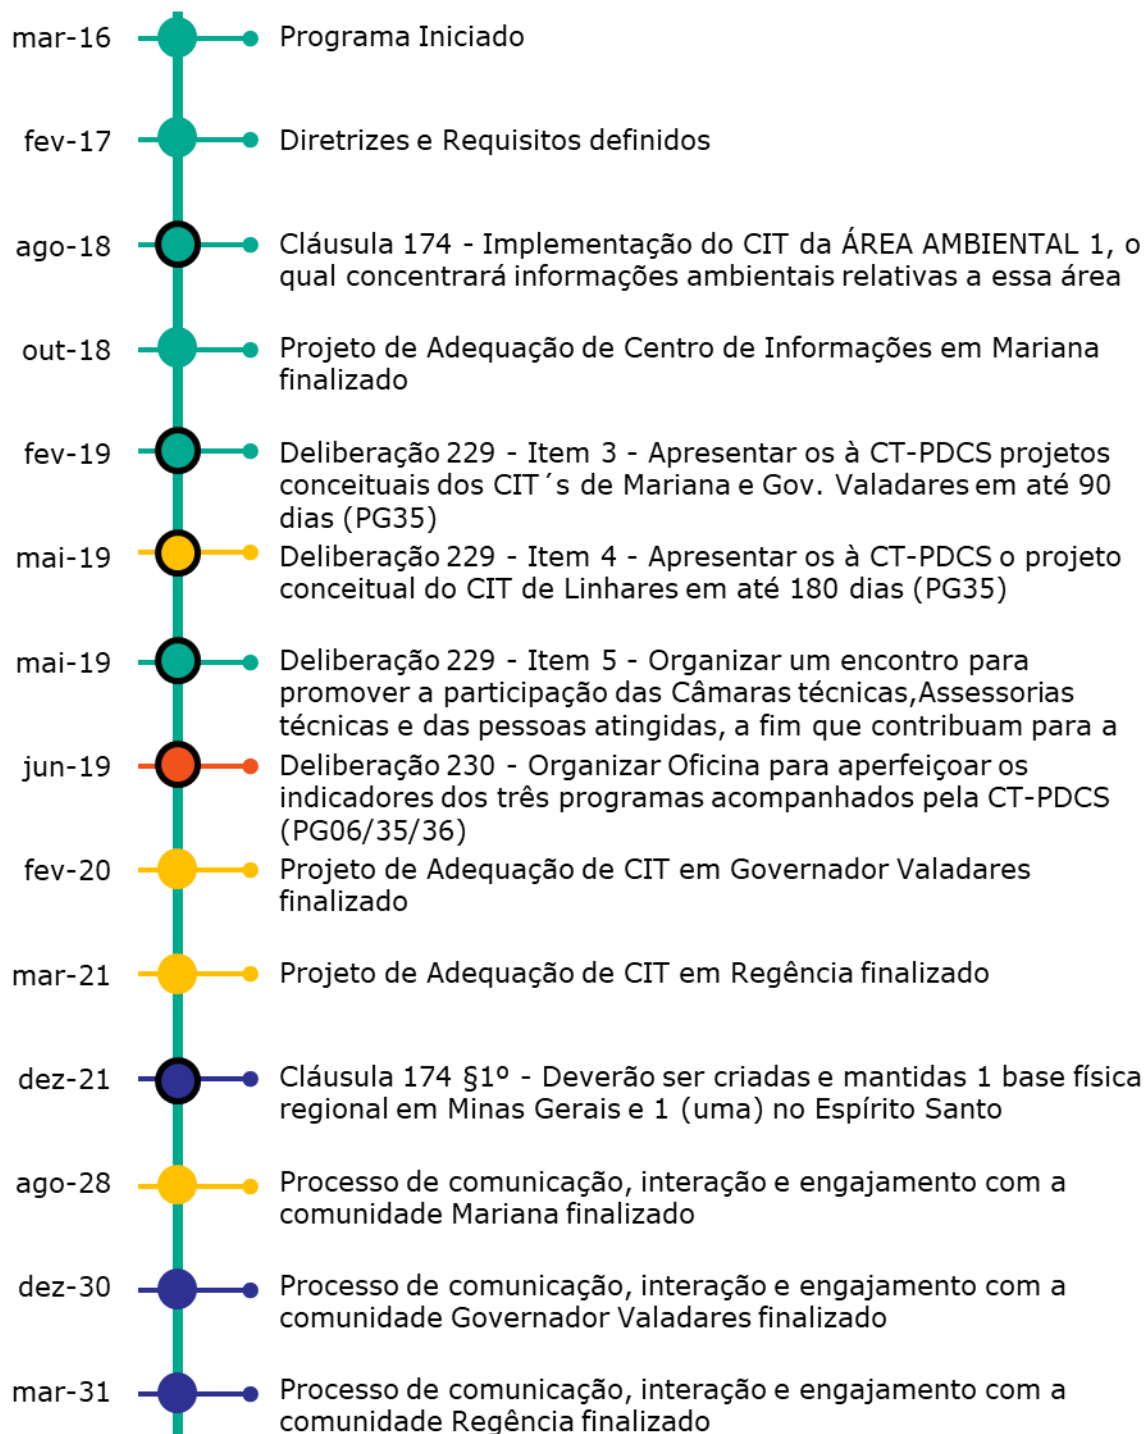 mar-16 Programa Iniciado
fev-17 Diretrizes e Requisitos definidos
ago-18 Cláusula 174 - Implementação do CIT da ÁREA AMBIENTAL 1, o
qual concentrará informações ambientais relativas a essa área
out-18 Projeto de Adequação de Centro de Informações em Mariana
finalizado
fev-19 Deliberação 229 - Item 3 - Apresentar os à CT-PDCS projetos
conceituais dos CIT´s de Mariana e Gov. Valadares em até 90
dias (PG35)
mai-19 Deliberação 229 - Item 4 - Apresentar os à CT-PDCS o projeto
conceitual do CIT de Linhares em até 180 dias (PG35)
mai-19 Deliberação 229 - Item 5 - Organizar um encontro para
promover a participação das Câmaras técnicas,Assessorias
técnicas e das pessoas atingidas, a fim que contribuam para a
jun-19 Deliberação 230 - Organizar Oficina para aperfeiçoar os
indicadores dos três programas acompanhados pela CT-PDCS
(PG06/35/36)
fev-20 Projeto de Adequação de CIT em Governador Valadares
finalizado
mar-21 Projeto de Adequação de CIT em Regência finalizado
dez-21 Cláusula 174 §1º - Deverão ser criadas e mantidas 1 base física
regional em Minas Gerais e 1 (uma) no Espírito Santo
ago-28 Processo de comunicação, interação e engajamento com a
comunidade Mariana finalizado
dez-30 Processo de comunicação, interação e engajamento com a
comunidade Governador Valadares finalizado
mar-31 Processo de comunicação, interação e engajamento com a
comunidade Regência finalizado